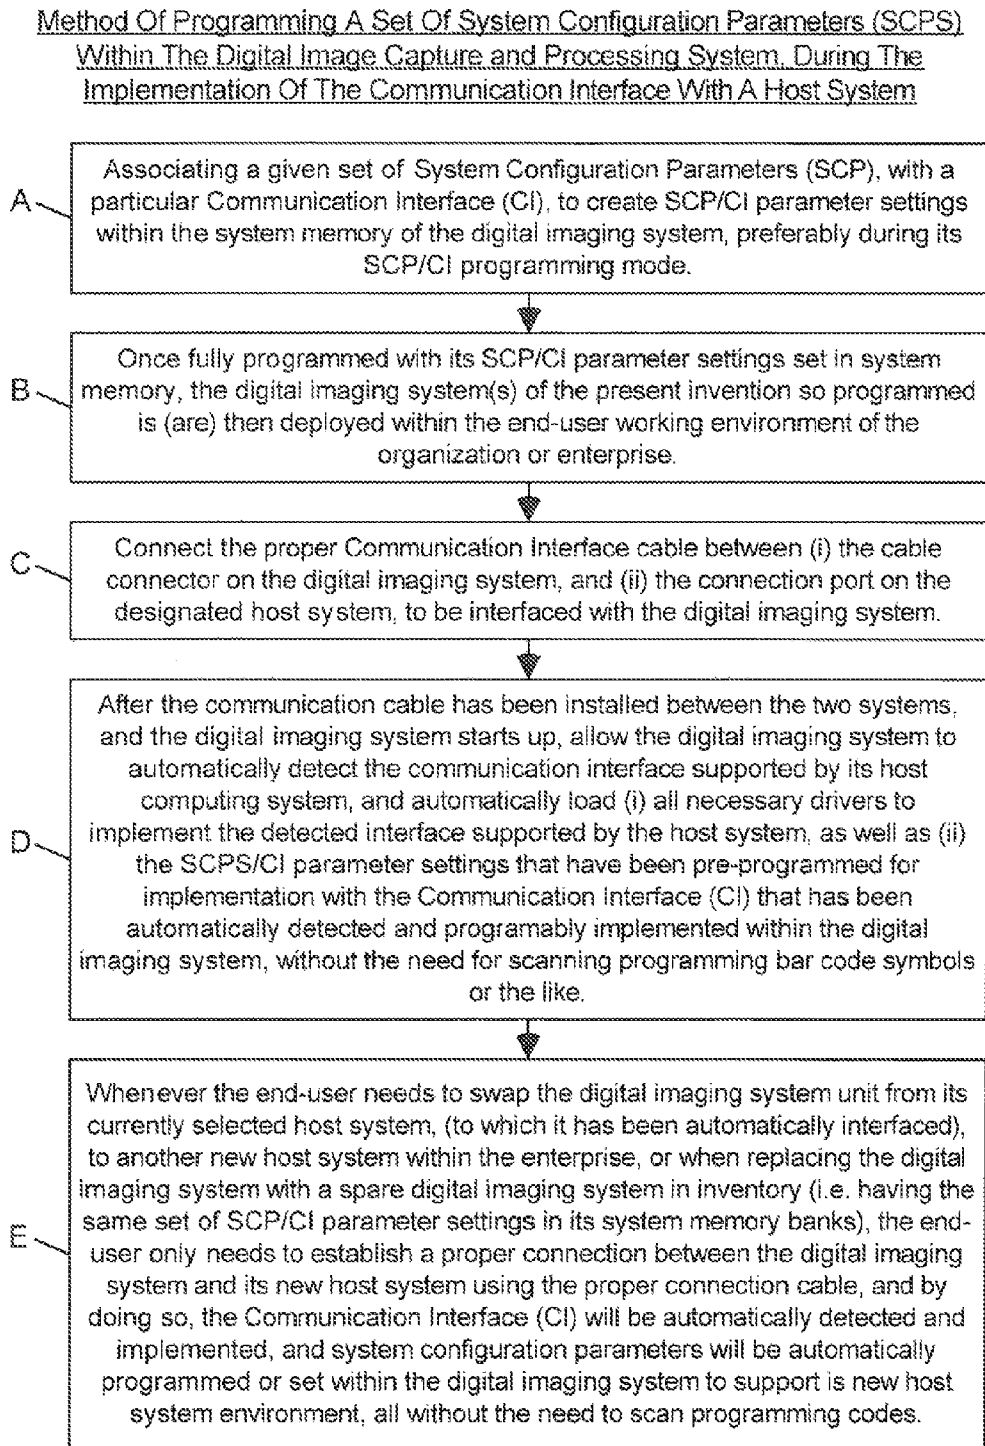 Method Of Programming A Set Of System Configuration Parameters (SCPS)
Within The Digital Image Capture and Processing System, During The
Implementation Of The Communication Interface With A Host System
A
Associating a given set of System Configuration Parameters (SCP), with a
particular Communication Interface (CI), to create SCP/CI parameter settings
within the system memory of the digital imaging system, preferably during its
SCP/CI programming mode.
B
Once fully programmed with its SCP/CI parameter settings set in system
memory, the digital imaging system(s) of the present invention so programmed
is (are) then deployed within the end-user working environment of the
organization or enterprise.
C
Connect the proper Communication Interface cable between (i) the cable
connector on the digital imaging system, and (ii) the connection port on the
designated host system, to be interfaced with the digital imaging system.
D
After the communication cable has been installed between the two systems,
and the digital imaging system starts up, allow the digital imaging system to
automatically detect the communication interface supported by its host
computing system, and automatically load (i) all necessary drivers to
implement the detected interface supported by the host system, as well as (ii)
the SCPS/CI parameter settings that have been pre-programmed for
implementation with the Communication Interface (CI) that has been
automatically detected and programably implemented within the digital
imaging system, without the need for scanning programming bar code symbols
or the like.
E
Whenever the end-user needs to swap the digital imaging system unit from its
currently selected host system, (to which it has been automatically interfaced),
to another new host system within the enterprise, or when replacing the digital
imaging system with a spare digital imaging system in inventory (i.e. having the
same set of SCP/CI parameter settings in its system memory banks), the end-
user only needs to establish a proper connection between the digital imaging
system and its new host system using the proper connection cable, and by
doing so, the Communication Interface (CI) will be automatically detected and
implemented, and system configuration parameters will be automatically
programmed or set within the digital imaging system to support is new host
system environment, all without the need to scan programming codes.